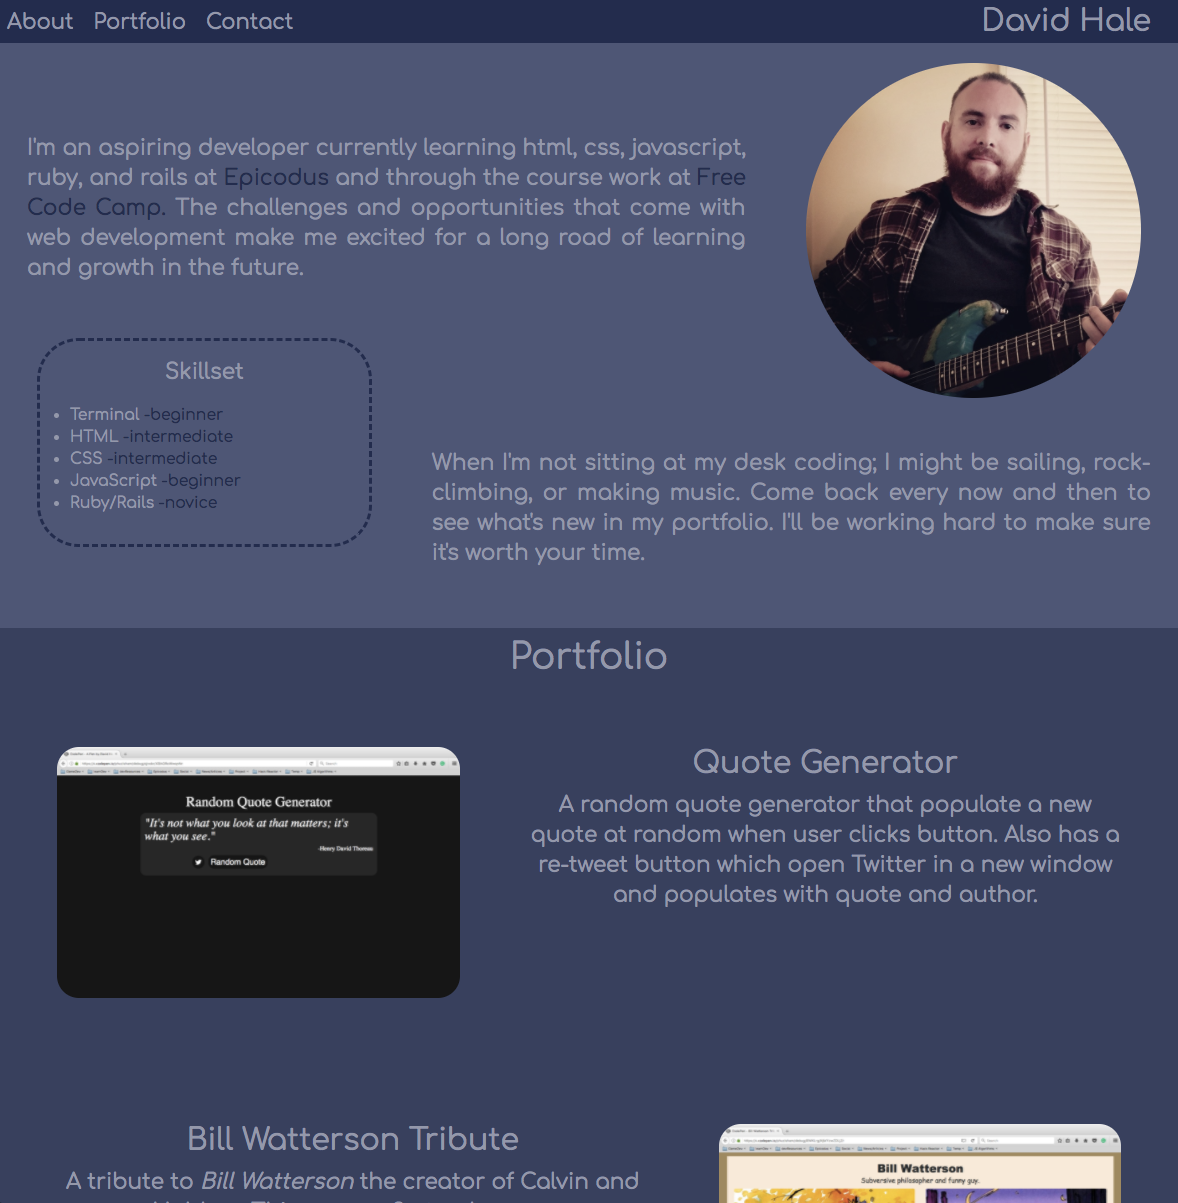 About Portfolio Contact David Hale
I'm an aspiring developer currently learning html, css, javascript,
ruby, and rails at Epicodus and through the course work at Free
Code Camp. The challenges and opportunities that come with
web development make me excited for a long road of learning
and growth in the future.
Skillset
Terminal -beginner
HTML -intermediate
CSS -intermediate
JavaScript -beginner
Ruby/Rails -novice
When I'm not sitting at my desk coding; I might be sailing, rock-
climbing, or making music. Come back every now and then to
see what's new in my portfolio. I'll be working hard to make sure
it's worth your time.
Portfolio
Random Quote Generator
"It's not what you look at that matters; it's
what you see."
-Henry David Thoreau
Random Quote
Quote Generator
A random quote generator that populate a new
quote at random when user clicks button. Also has a
re-tweet button which open Twitter in a new window
and populates with quote and author.
Bill Watterson Tribute
A tribute to Bill Watterson the creator of Calvin and
Bill Watterson
Subversive philosopher and funny guy.